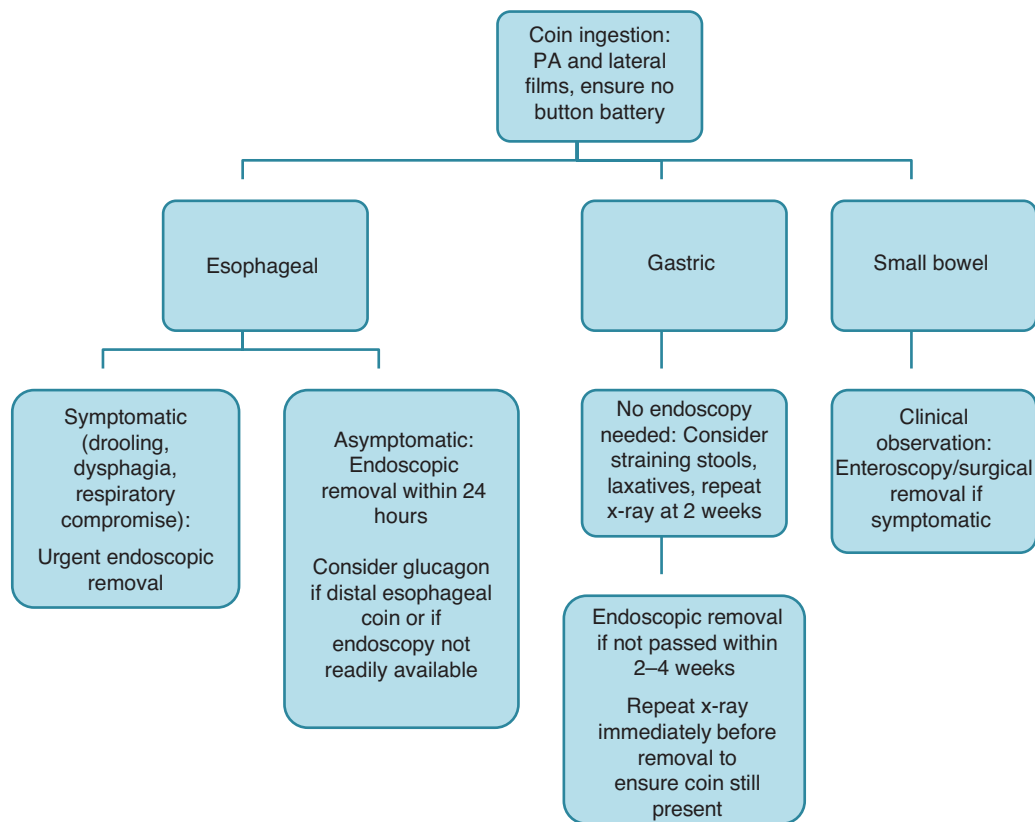 Coin ingestion:
PA and lateral
films, ensure no
button battery
Esophageal
Gastric
Small bowel
Symptomatic
(drooling,
dysphagia,
respiratory
compromise):
Urgent endoscopic
removal
Asymptomatic:
Endoscopic
removal within 24
hours
Consider glucagon
if distal esophageal
coin or if
endoscopy not
readily available
No endoscopy
needed: Consider
straining stools,
laxatives, repeat
x-ray at 2 weeks
Endoscopic removal
if not passed within
2–4 weeks
Repeat x-ray
immediately before
removal to
ensure coin still
present
Clinical
observation:
Enteroscopy/surgical
removal if
symptomatic